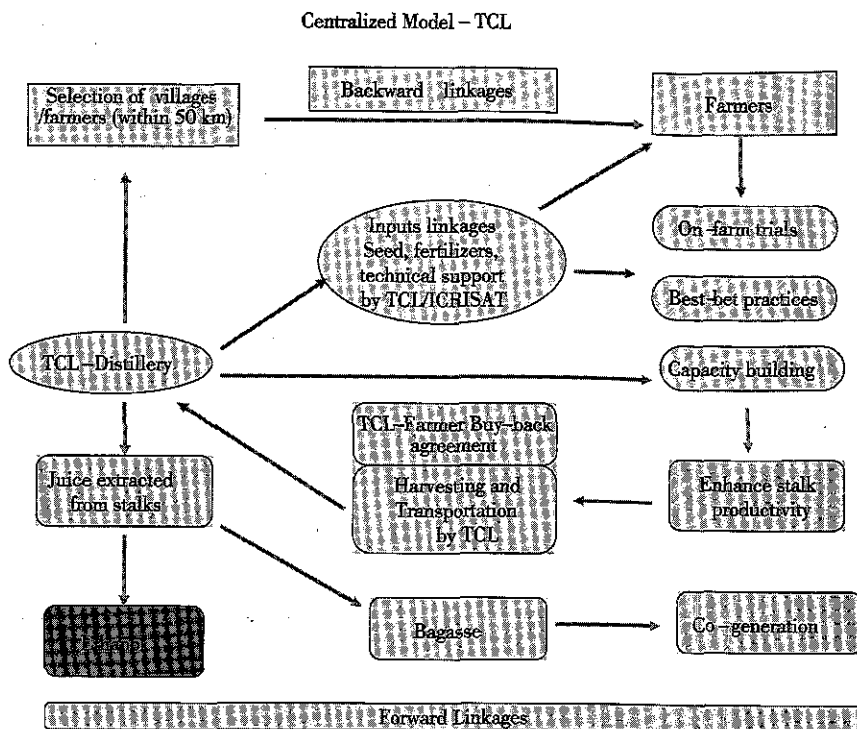 Centralized Model – TCL
Selection of villages
/farmers (within 50 km)
Backward linkages
Farmers
Inputs linkages
Seed, fertilizers,
technical support
by TCL/ICRISAT
On-farm trials
Best-bet practices
TCL-Distillery
Capacity building
TCL-Farmer Buy-back
agreement
Juice extracted
from stalks
Harvesting and
Transportation
by TCL
Enhance stalk
productivity
Bagasse
Co-generation
Forward Linkages